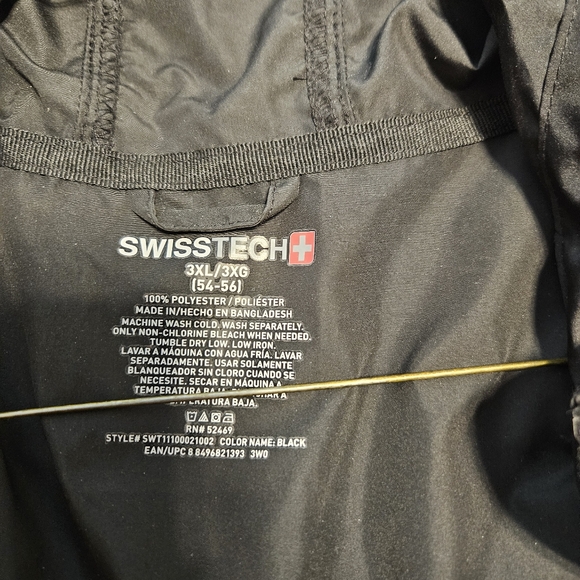 SWISSTECH
3XL/3XG
(54-56)
100% POLYESTER / POLIÉSTER
MADE IN/HECHO EN BANGLADESH
MACHINE WASH COLD. WASH SEPARATELY.
ONLY NON-CHLORINE BLEACH WHEN NEEDED.
TUMBLE DRY LOW. LOW IRON.
LAVAR A MÁQUINA CON AGUA FRÍA. LAVAR
SEPARADAMENTE. USAR SOLAMENTE
BLANQUEADOR SIN CLORO CUANDO SE
NECESITE. SECAR EN MÁQUINA A
TEMPERATURA A
BAJA.
RN# 52469
STYLE# SWT11100021002 COLOR NAME: BLACK
EAN/UPC 8 8496821393 3W0